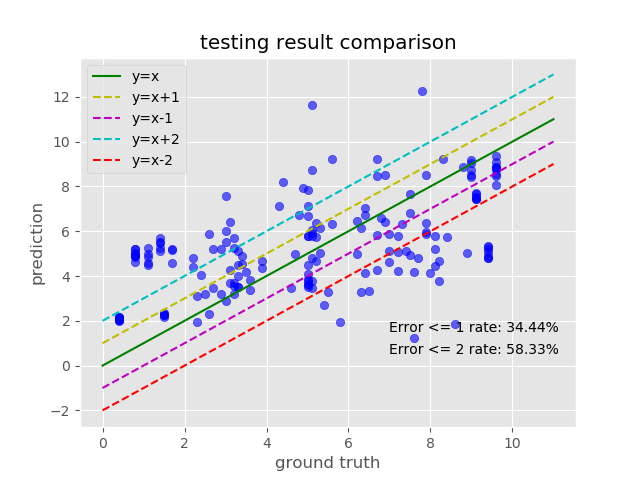 testing result comparison
y=x
y=x+1
y=x-1
y=x+2
y=x-2
12
10
8
6
4
2
0
−2
prediction
Error <= 1 rate: 34.44%
Error <= 2 rate: 58.33%
0 2 4 6 8 10
ground truth